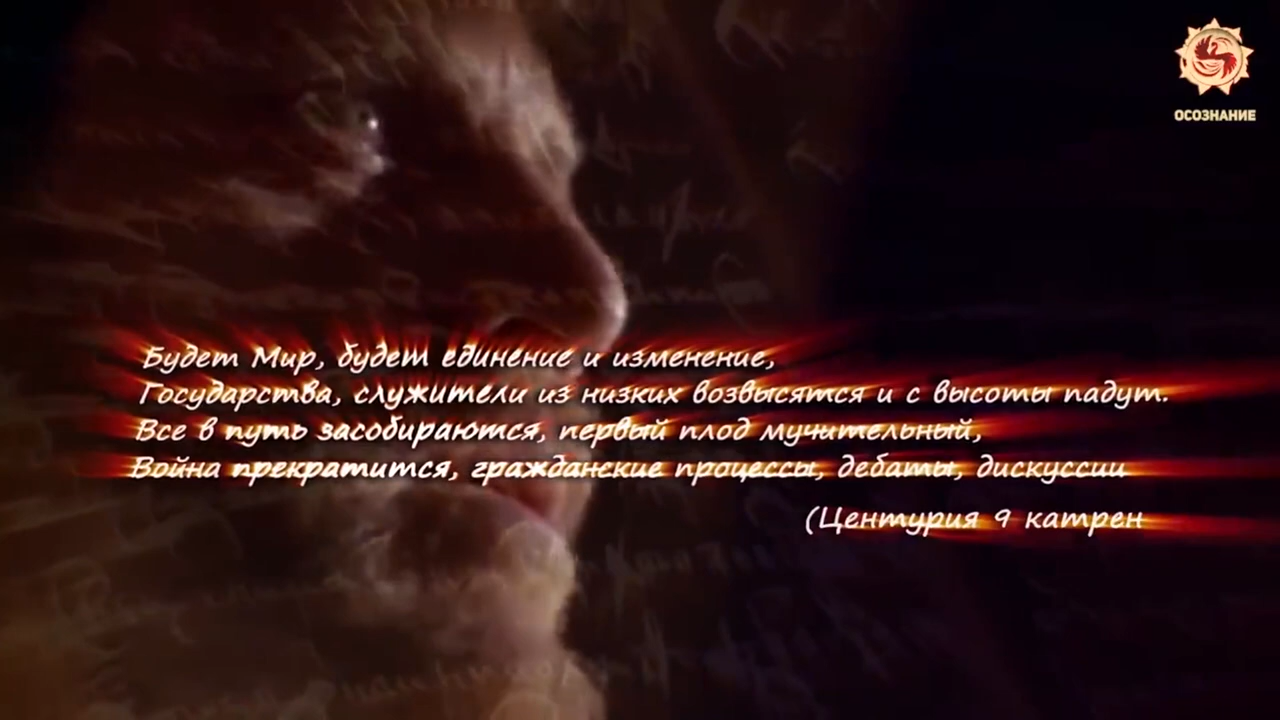 ОСОЗНАНИЕ
Будет Мир, будет единение и изменение,
Государства, служители из низких возвысятся и с высоты падут.
Все в путь засобираются, первый плод мучительный,
Война прекратится, гражданские процессы, дебаты, дискуссии
(Центурия 9 катрен